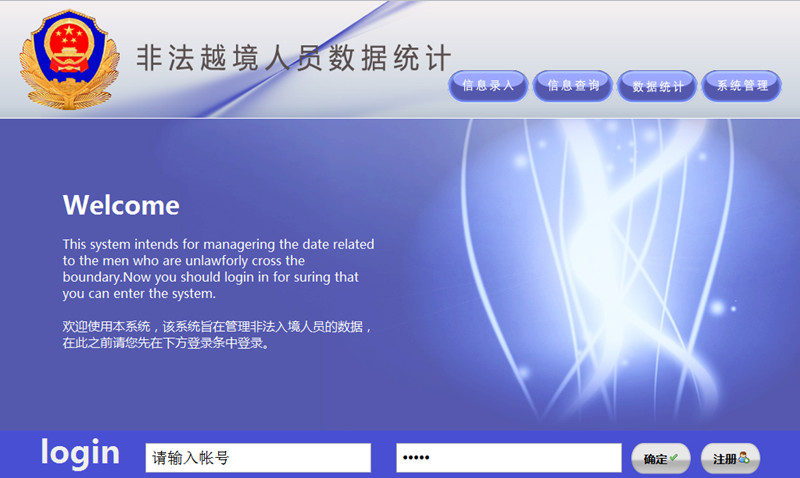 非法越境人员数据统计
信息录入 信息查询 数据统计 系统管理
Welcome
This system intends for managering the date related
to the men who are unlawforly cross the
boundary.Now you should login in for suring that
you can enter the system.
欢迎使用本系统，该系统旨在管理非法入境人员的数据，
在此之前请您先在下方登录条中登录。
login 请输入帐号 ••••• 确定 注册